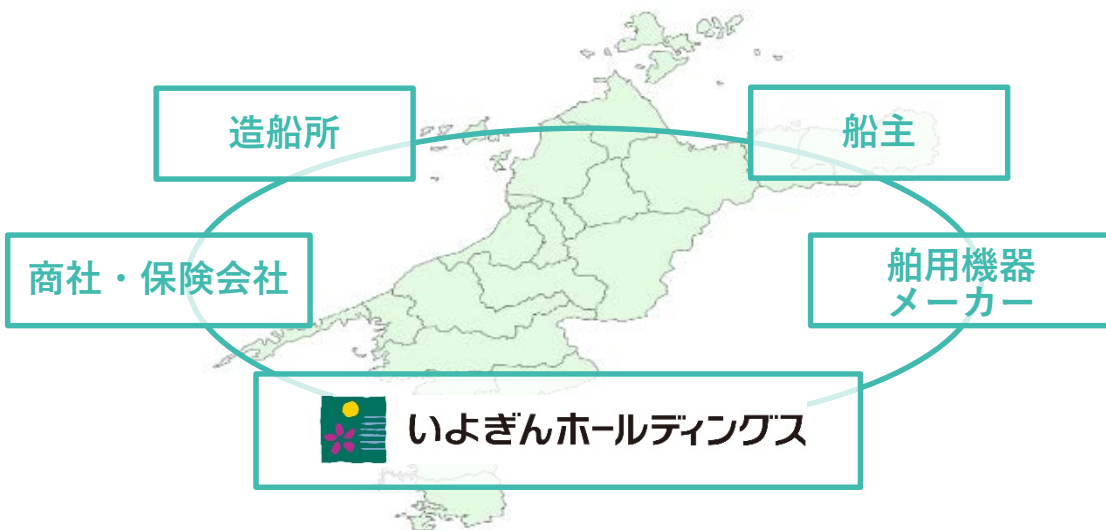 造船所
船主
商社・保険会社
舶用機器
メーカー
いよぎんホールディングス